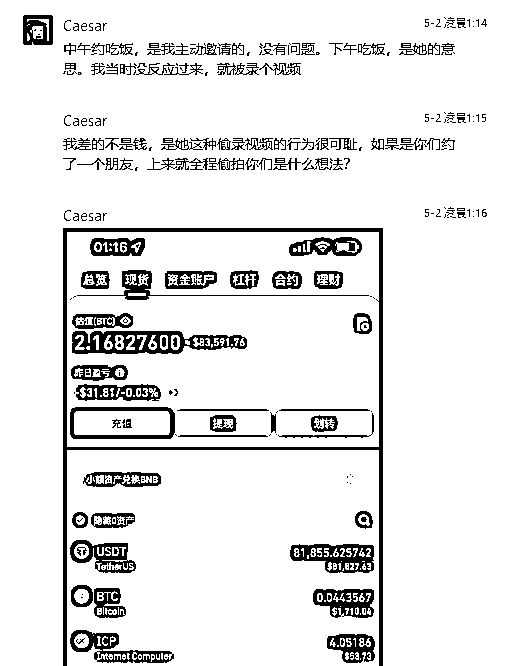 Caesar
5-2 凌晨1:14
中午约吃饭，是我主动邀请的，没有问题。下午吃饭，是她的意
思。我当时没反应过来，就被录个视频
Caesar
5-2 凌晨1:15
我差的不是钱，是她这种偷录视频的行为很可耻，如果是你们约
了一个朋友，上来就全程偷拍你们是什么想法？
Caesar
5-2 凌晨1:16
01:15
总览 现货 资金账户 杠杆 合约 理财
估值(BTC)
2.16827600 ≈$83,591.76
昨日盈亏
-0.03%
充值 提现 划转
小额资产兑换BNB
隐藏0资产
USDT 81,855.625742
TetherUS $81,827.63
BTC 0.0443567
Bitcoin $1,710.04
ICP 4.05186
Internet Computer $53.73